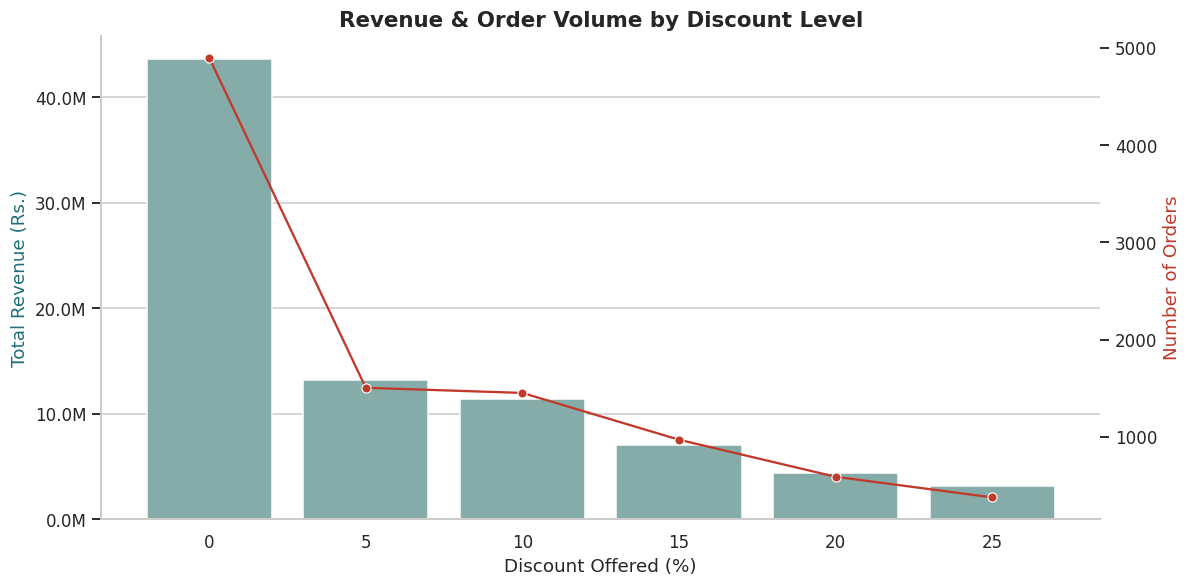 Revenue & Order Volume by Discount Level
Total Revenue (Rs.)
40.0M
30.0M
20.0M
10.0M
0.0M
5000
4000
3000
2000
1000
Number of Orders
0 5 10 15 20 25
Discount Offered (%)